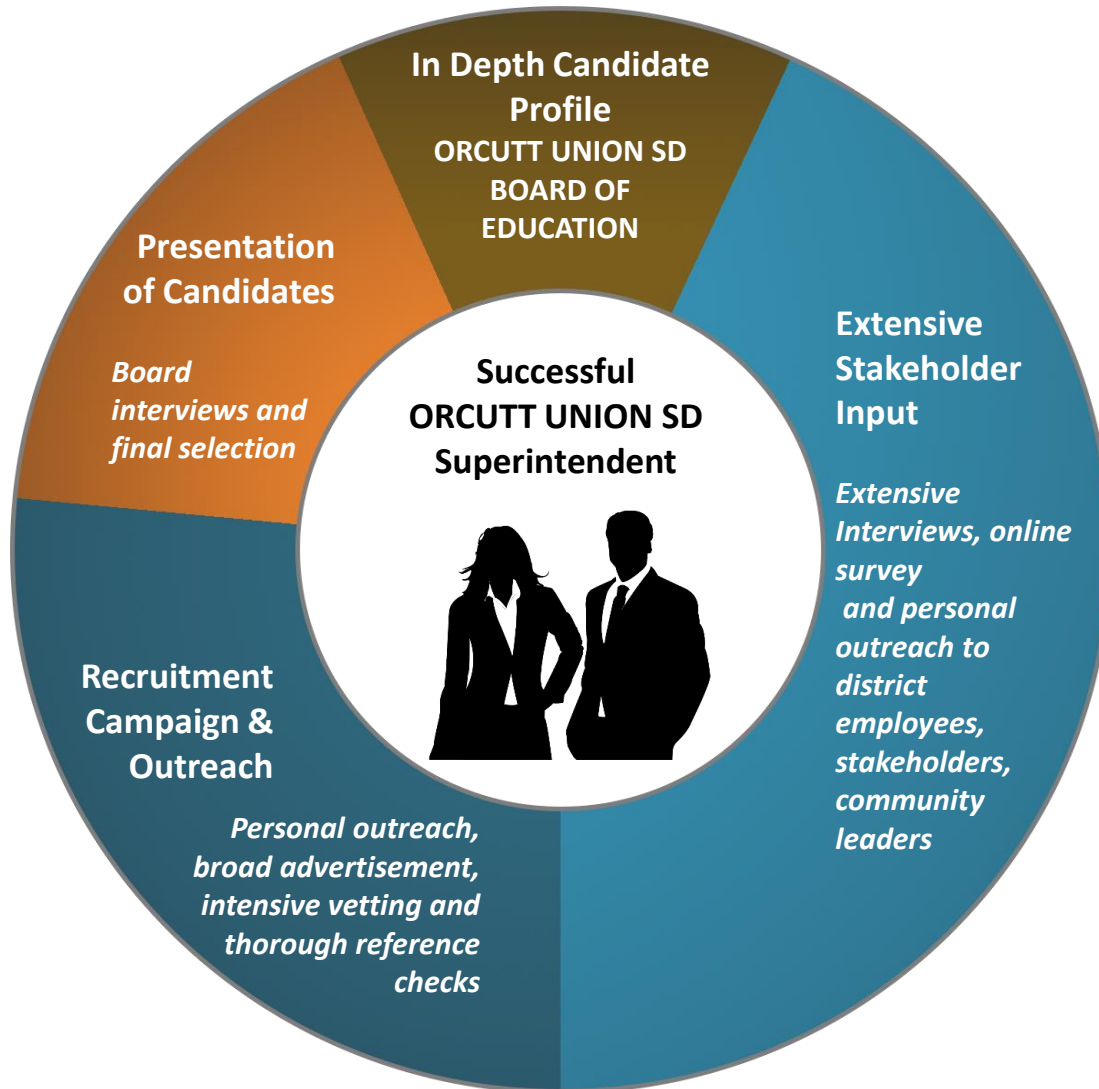 In Depth Candidate
Profile
ORCUTT UNION SD
BOARD OF
EDUCATION
Extensive
Stakeholder
Input
Extensive
Interviews, online
survey
and personal
outreach to
district
employees,
stakeholders,
community
leaders
Recruitment
Campaign &
Outreach
Personal outreach,
broad advertisement,
intensive vetting and
thorough reference
checks
Presentation
of Candidates
Board
interviews and
final selection
Successful
ORCUTT UNION SD
Superintendent